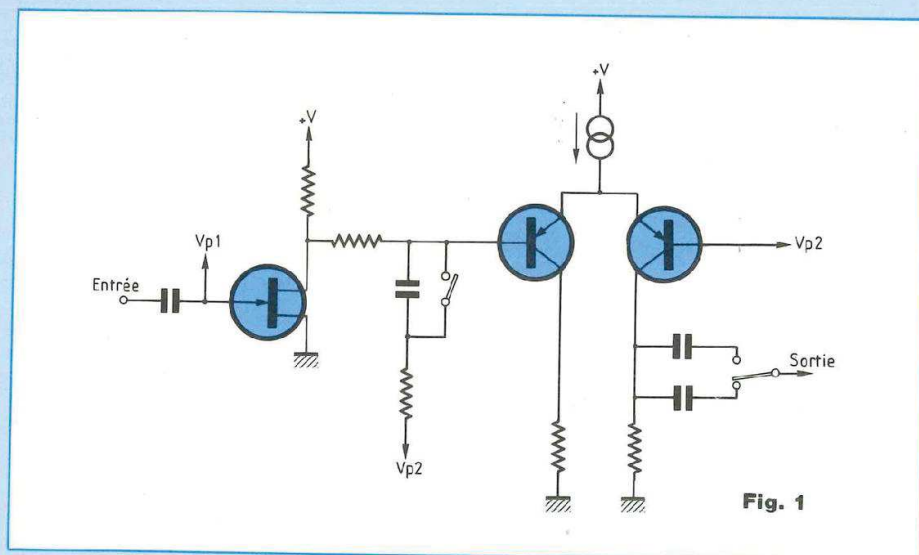 +V
+V
Vp1
Entrée
Vp2
Sortie
Vp2
Fig. 1